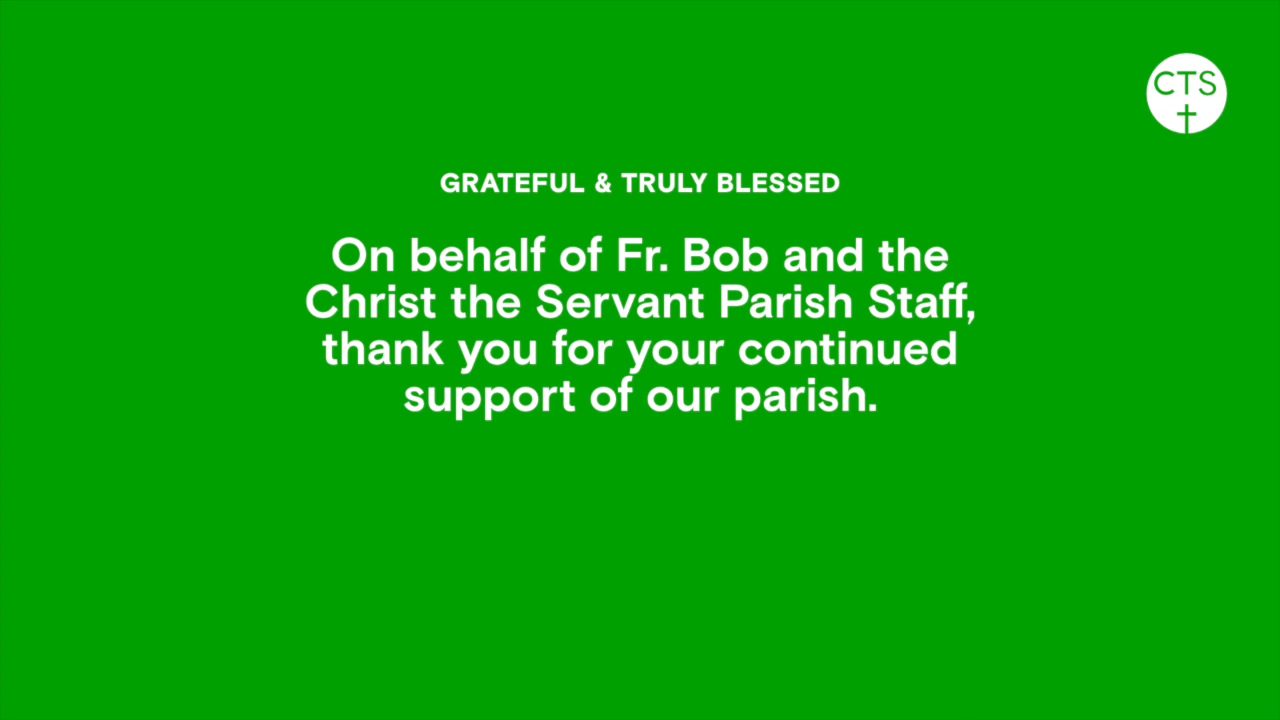 CTS
GRATEFUL & TRULY BLESSED
On behalf of Fr. Bob and the
Christ the Servant Parish Staff,
thank you for your continued
support of our parish.